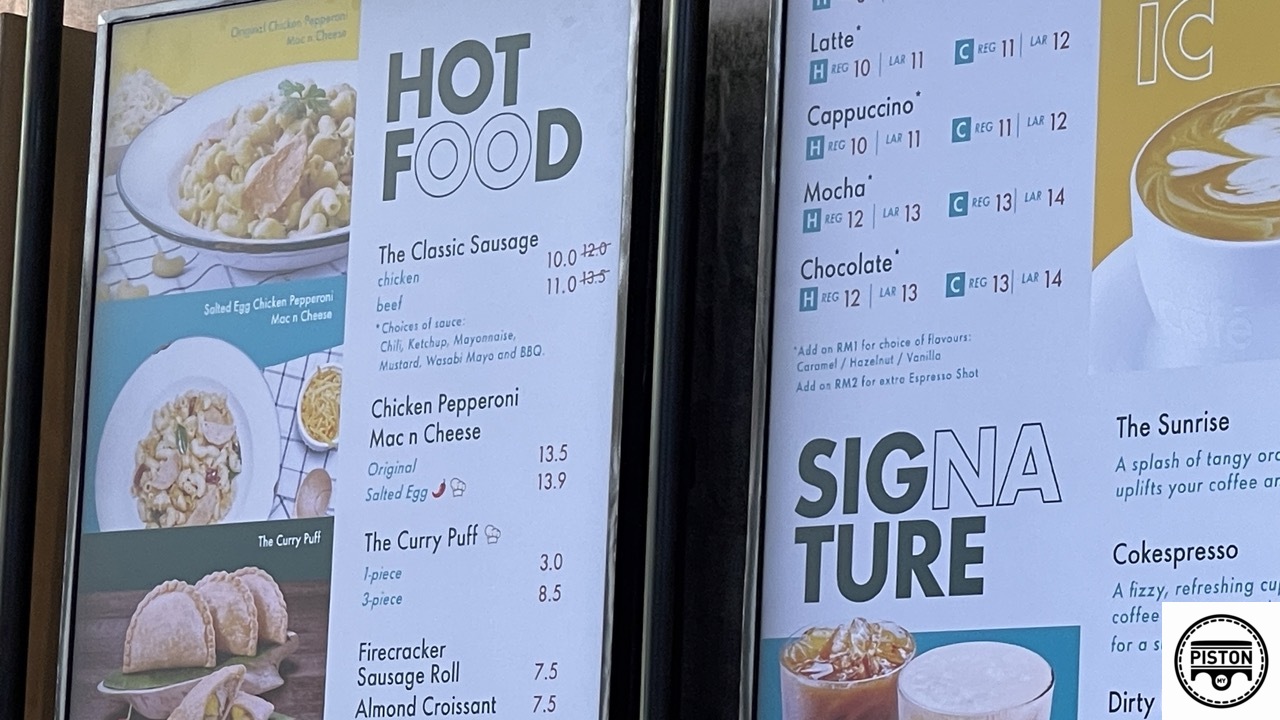 Original Chicken Pepperoni
Mac n Cheese
HOT
FOOD
The Classic Sausage
chicken 10.0 12.0
beef 11.0 13.5
*Choices of sauce:
Chili, Ketchup, Mayonnaise,
Mustard, Wasabi Mayo and BBQ.
Salted Egg Chicken Pepperoni
Mac n Cheese
Chicken Pepperoni
Mac n Cheese
Original 13.5
Salted Egg 13.9
The Curry Puff
The Curry Puff
1-piece 3.0
3-piece 8.5
Firecracker
Sausage Roll 7.5
Almond Croissant 7.5
Latte*
H REG 10 | LAR 11 C REG 11 | LAR 12
Cappuccino*
H REG 10 | LAR 11 C REG 11 | LAR 12
Mocha*
H REG 12 | LAR 13 C REG 13 | LAR 14
Chocolate*
H REG 12 | LAR 13 C REG 13 | LAR 14
*Add on RM1 for choice of flavours:
Caramel / Hazelnut / Vanilla
Add on RM2 for extra Espresso Shot
SIGNA
TURE
IC
The Sunrise
A splash of tangy
uplifts your coffee
Cokespresso
A fizzy, refreshing
coffee
for a
Dirty
PISTON
MY